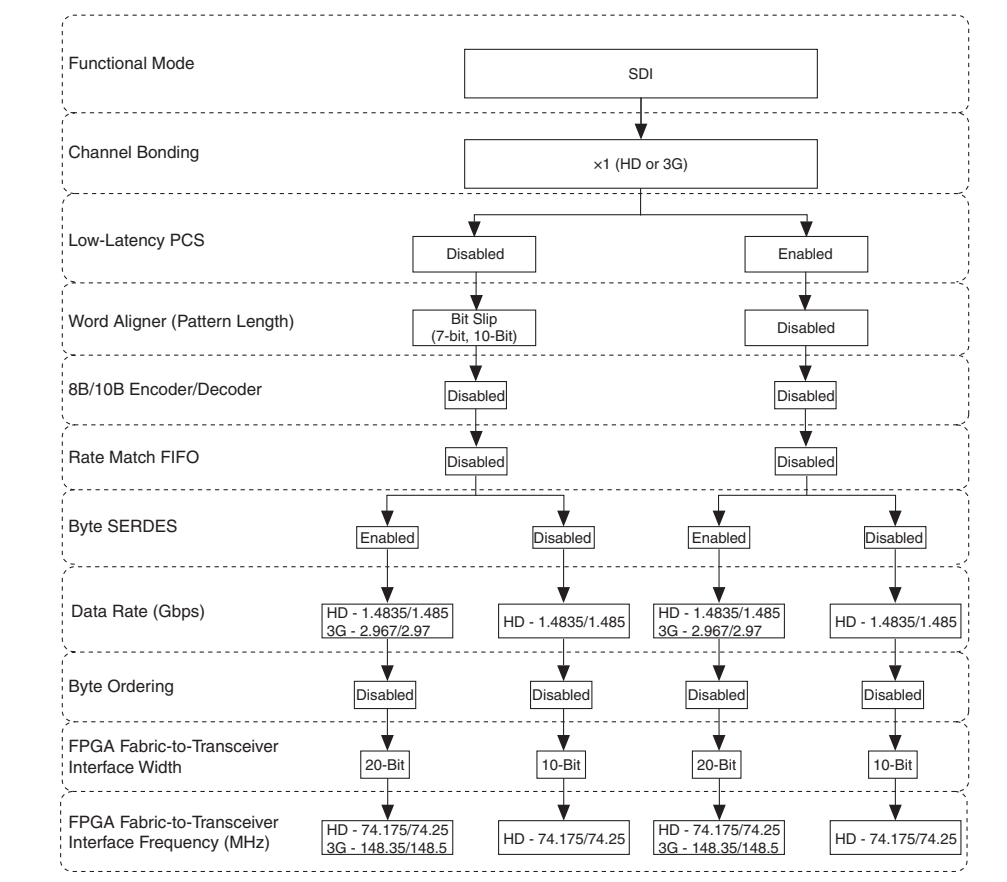 Functional Mode
SDI
Channel Bonding
×1 (HD or 3G)
Low-Latency PCS
Disabled
Enabled
Word Aligner (Pattern Length)
Bit Slip
(7-bit, 10-Bit)
Disabled
8B/10B Encoder/Decoder
Disabled
Disabled
Rate Match FIFO
Disabled
Disabled
Byte SERDES
Enabled
Disabled
Enabled
Disabled
Data Rate (Gbps)
HD - 1.4835/1.485
3G - 2.967/2.97
HD - 1.4835/1.485
HD - 1.4835/1.485
3G - 2.967/2.97
HD - 1.4835/1.485
Byte Ordering
Disabled
Disabled
Disabled
Disabled
FPGA Fabric-to-Transceiver
Interface Width
20-Bit
10-Bit
20-Bit
10-Bit
FPGA Fabric-to-Transceiver
Interface Frequency (MHz)
HD - 74.175/74.25
3G - 148.35/148.5
HD - 74.175/74.25
HD - 74.175/74.25
3G - 148.35/148.5
HD - 74.175/74.25